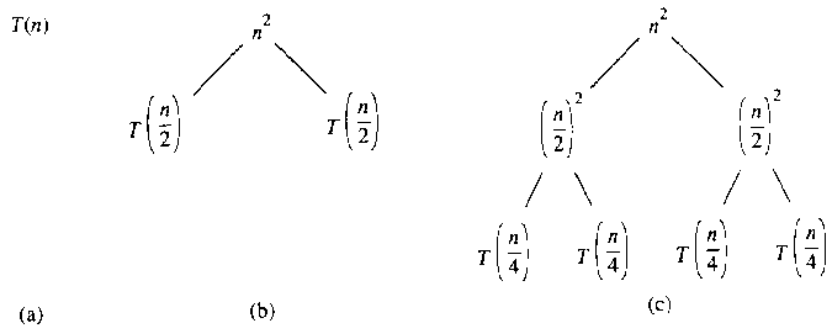 T(n)
n^2
T(n/2) T(n/2)
(a)
(b)
n^2
(n/2)^2 (n/2)^2
T(n/4) T(n/4) T(n/4) T(n/4)
(c)